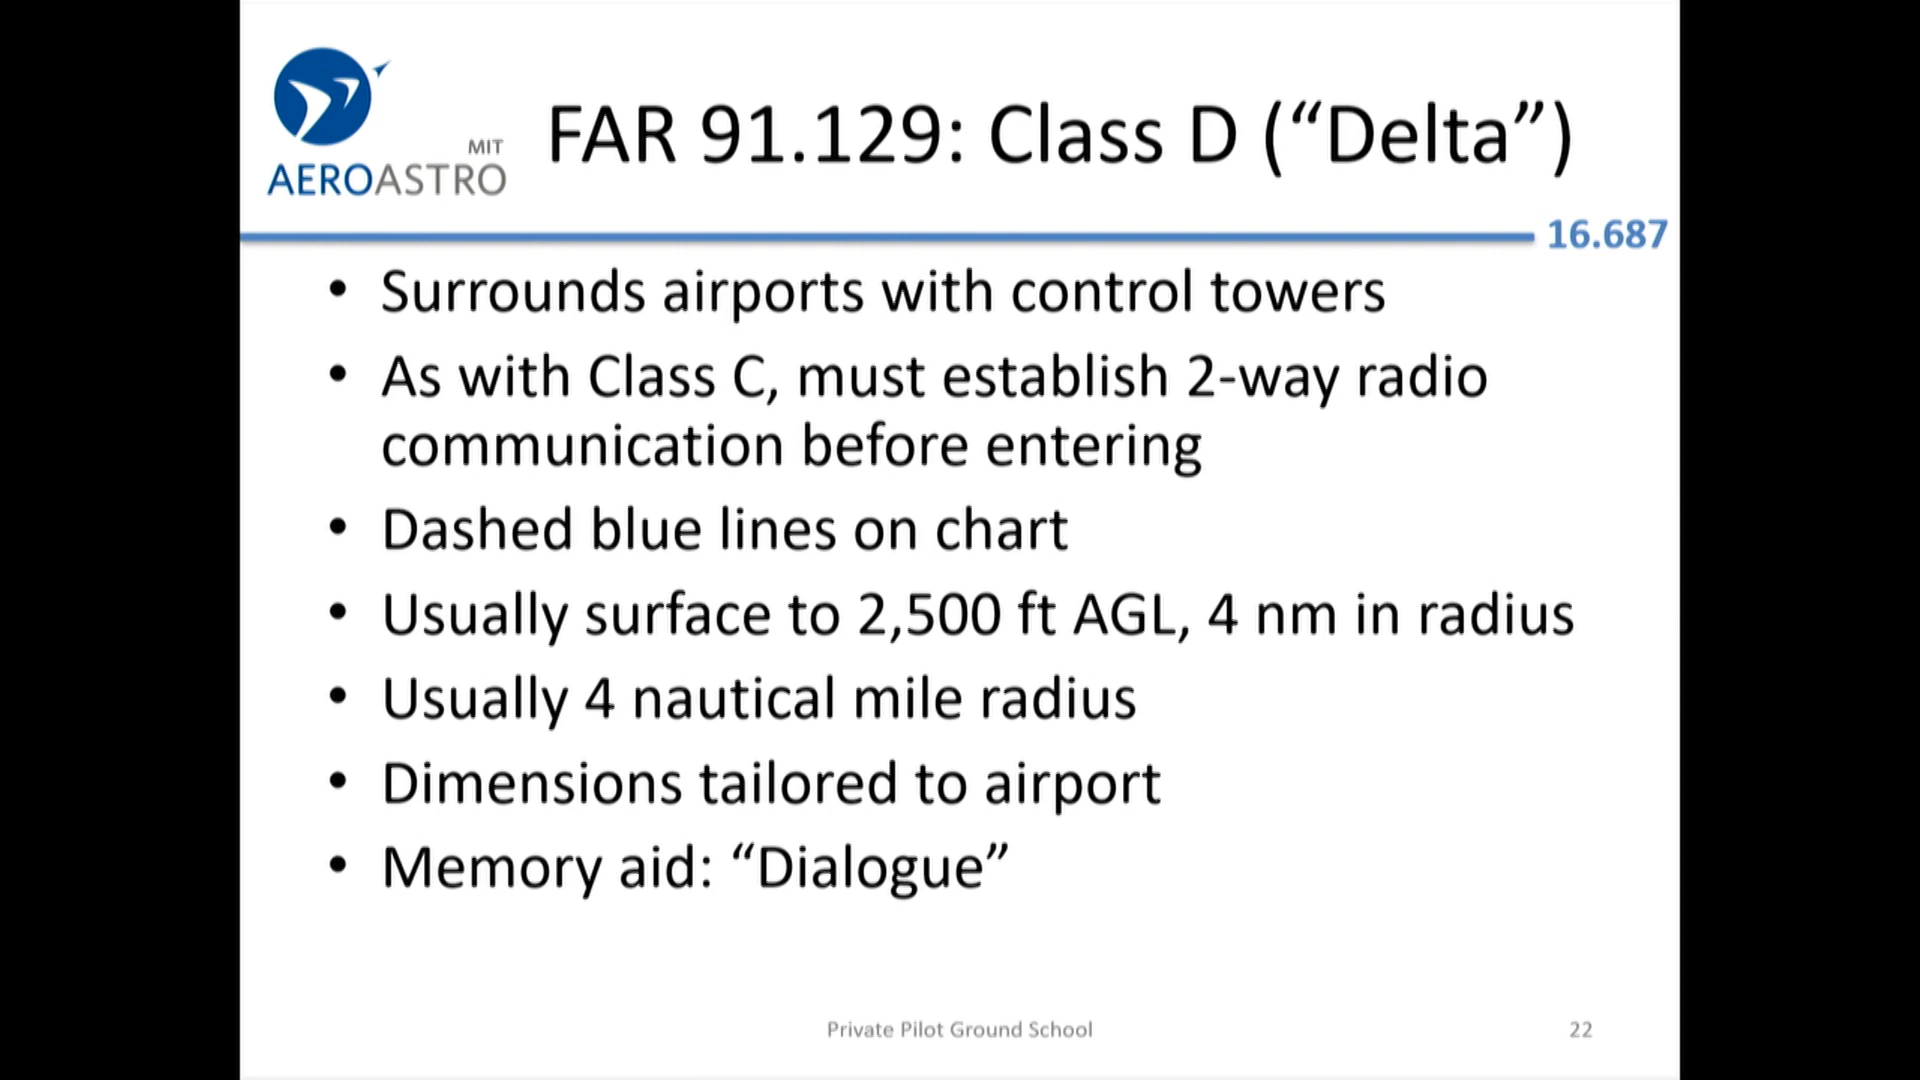 MIT
AEROASTRO
FAR 91.129: Class D (“Delta”)
16.687
• Surrounds airports with control towers
• As with Class C, must establish 2-way radio
communication before entering
• Dashed blue lines on chart
• Usually surface to 2,500 ft AGL, 4 nm in radius
• Usually 4 nautical mile radius
• Dimensions tailored to airport
• Memory aid: “Dialogue”
Private Pilot Ground School
22